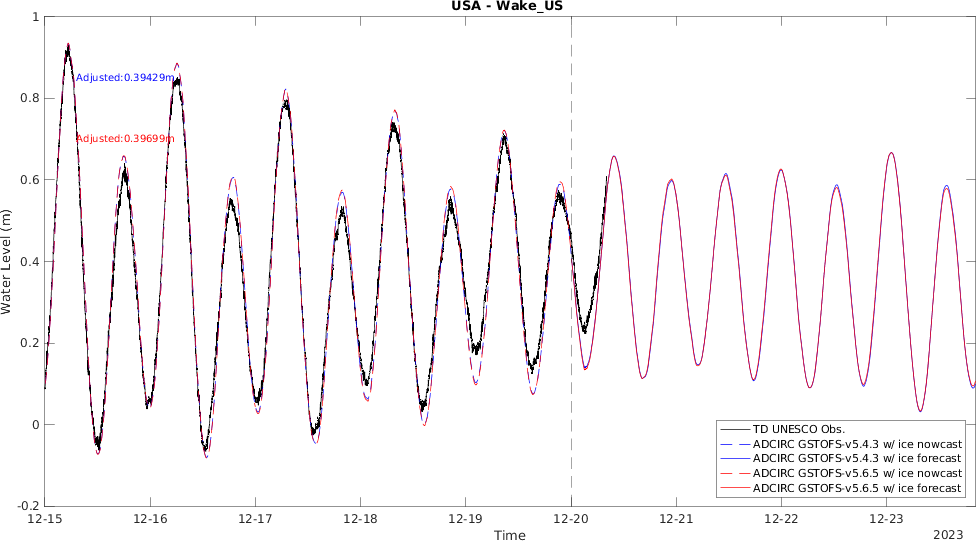 USA - Wake_US
1
0.8
0.6
0.4
0.2
0
-0.2
Water Level (m)
Adjusted:0.39429m
Adjusted:0.39699m
TD UNESCO Obs.
ADCIRC GSTOFS-v5.4.3 w/ ice nowcast
ADCIRC GSTOFS-v5.4.3 w/ ice forecast
ADCIRC GSTOFS-v5.6.5 w/ ice nowcast
ADCIRC GSTOFS-v5.6.5 w/ ice forecast
12-15 12-16 12-17 12-18 12-19 12-20 12-21 12-22 12-23
Time
2023